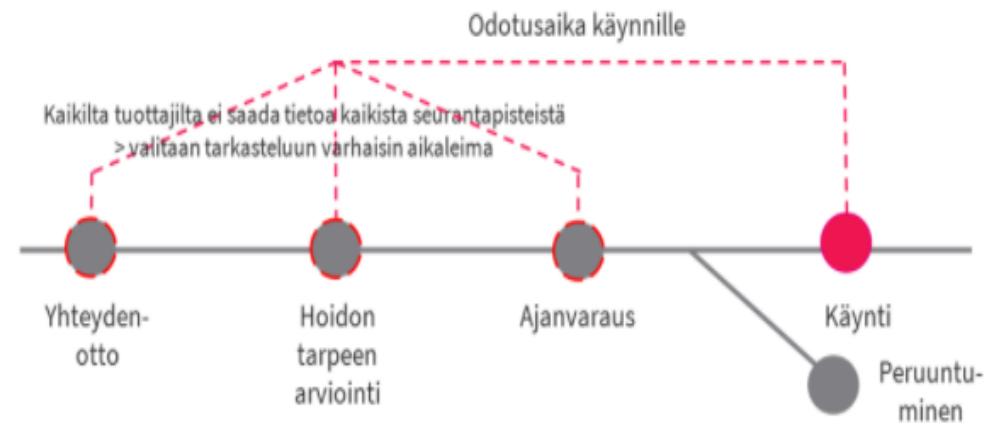 Odotusaika käynnille
Kaikilta tuottajilta ei saada tietoa kaikista seurantapisteistä
> valitaan tarkasteluun varhaisin aikaleima
Yhteyden-
otto
Hoidon
tarpeen
arviointi
Ajanvaraus
Käynti
Peruuntu-
minen